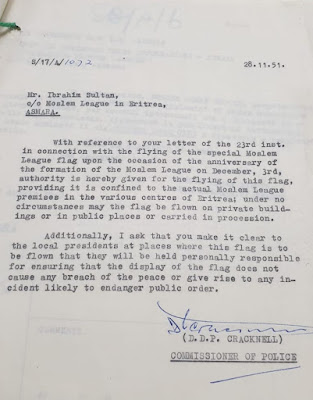 S/17/A/1072
28.11.51.
Mr. Ibrahim Sultan,
c/o Moslem League in Eritrea,
ASMARA.
With reference to your letter of the 23rd inst.
in connection with the flying of the special Moslem
League flag upon the occasion of the anniversary of
the formation of the Moslem League on December, 3rd,
authority is hereby given for the flying of this flag,
providing it is confined to the actual Moslem League
premises in the various centres of Eritrea; under no
circumstances may the flag be flown on private build-
ings or in public places or carried in procession.
Additionally, I ask that you make it clear to
the local presidents at places where this flag is to
be flown that they will be held personally responsible
for ensuring that the display of the flag does not
cause any breach of the peace or give rise to any in-
cident likely to endanger public order.
(D. D. P. CRACKNELL)
COMMISSIONER OF POLICE